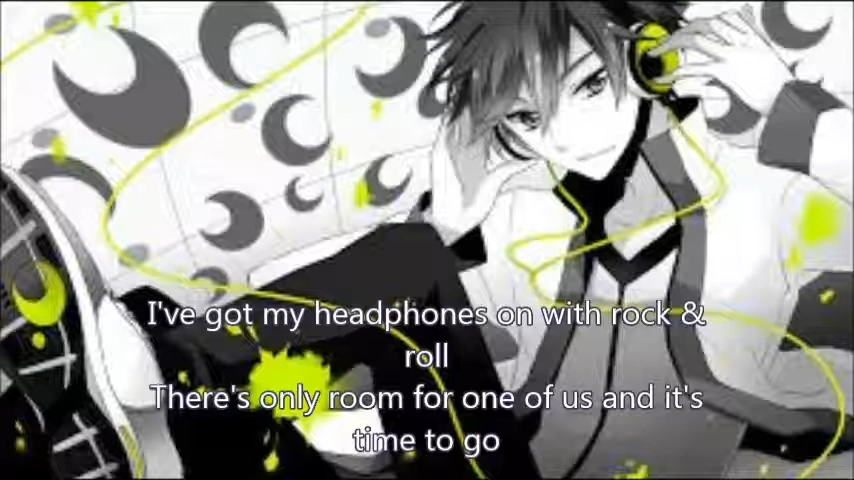 I've got my headphones on with rock &
roll
There's only room for one of us and it's
time to go